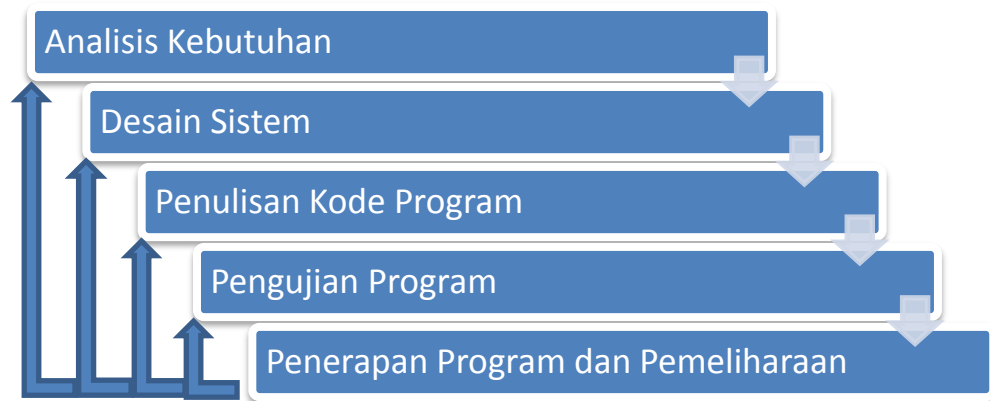 Analisis Kebutuhan
Desain Sistem
Penulisan Kode Program
Pengujian Program
Penerapan Program dan Pemeliharaan